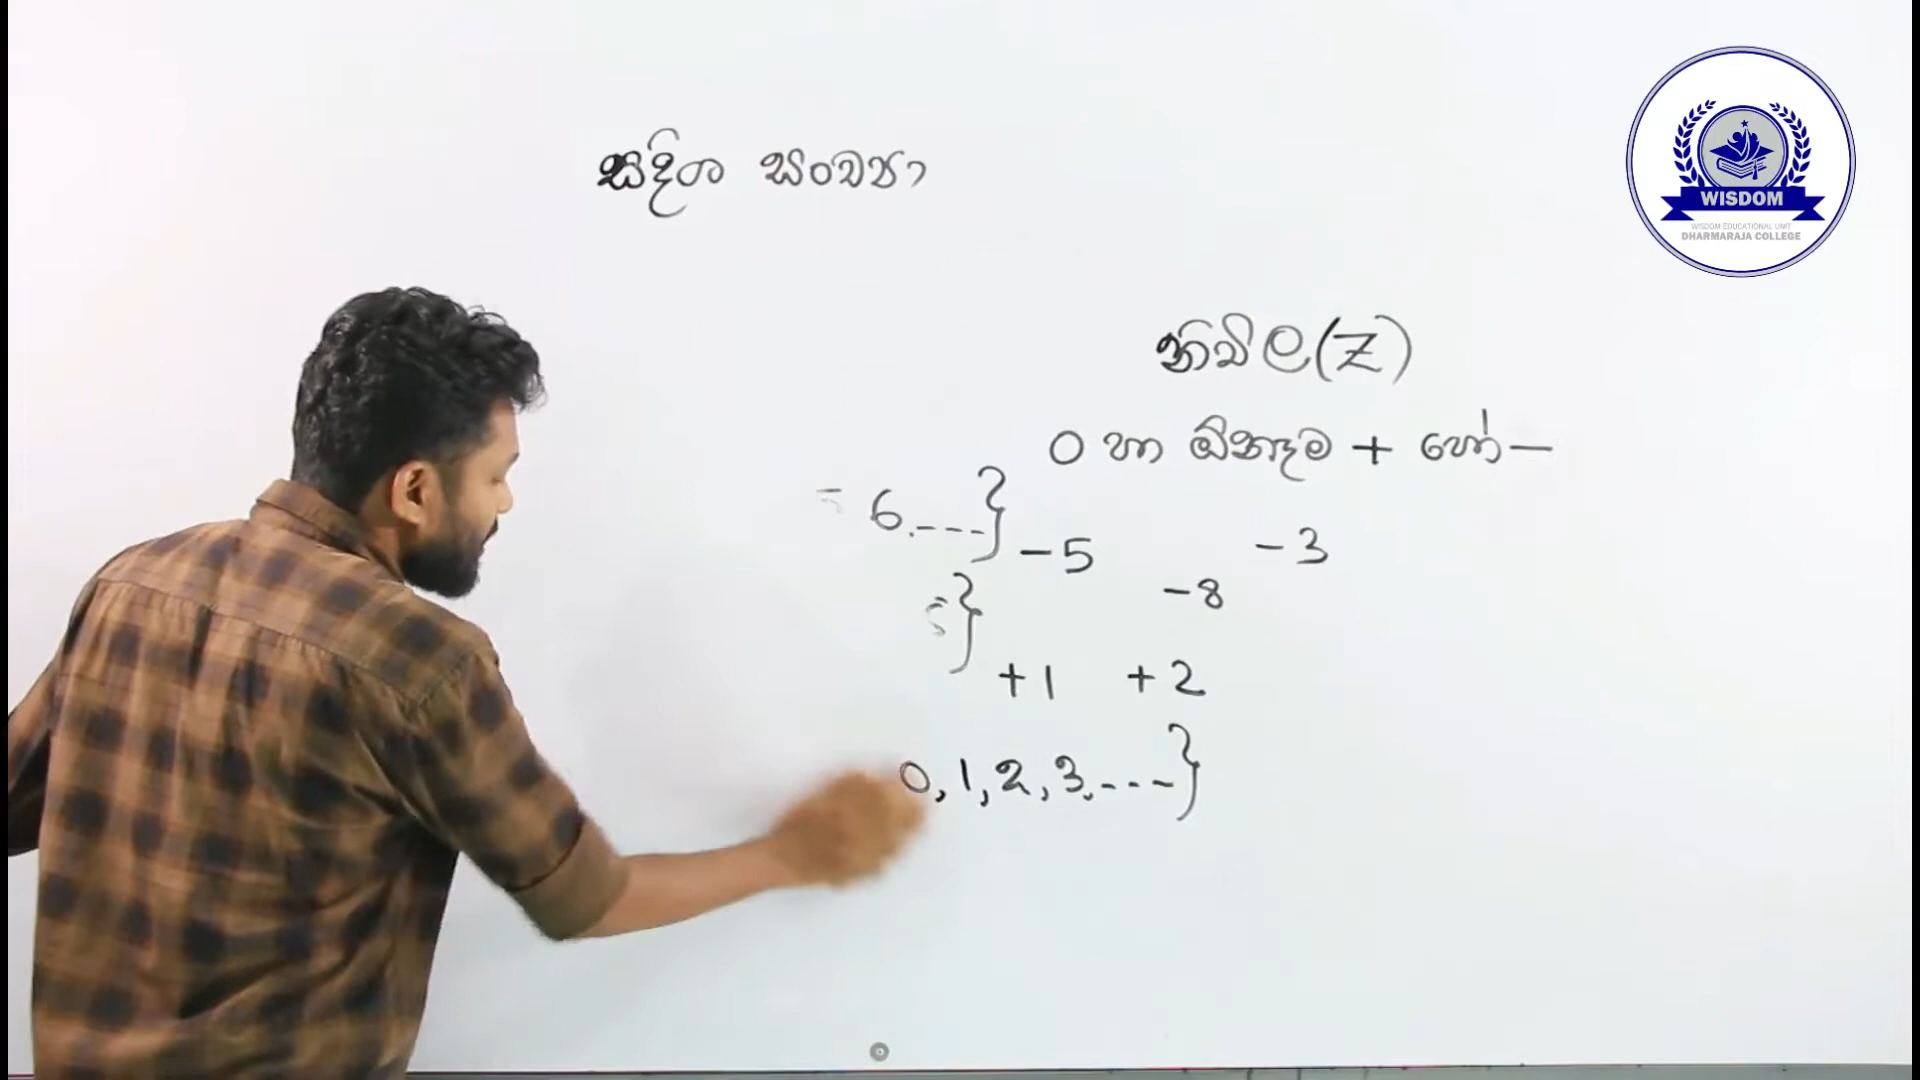 සදිශ සංඛ්‍යා
නිඛිල (Z)
0 හා ඕනෑම + හෝ −
6, ---}
-5 -8 -3
}
+1 +2
0, 1, 2, 3, ---}
WISDOM
WISDOM EDUCATIONAL UNIT
DHARMARAJA COLLEGE